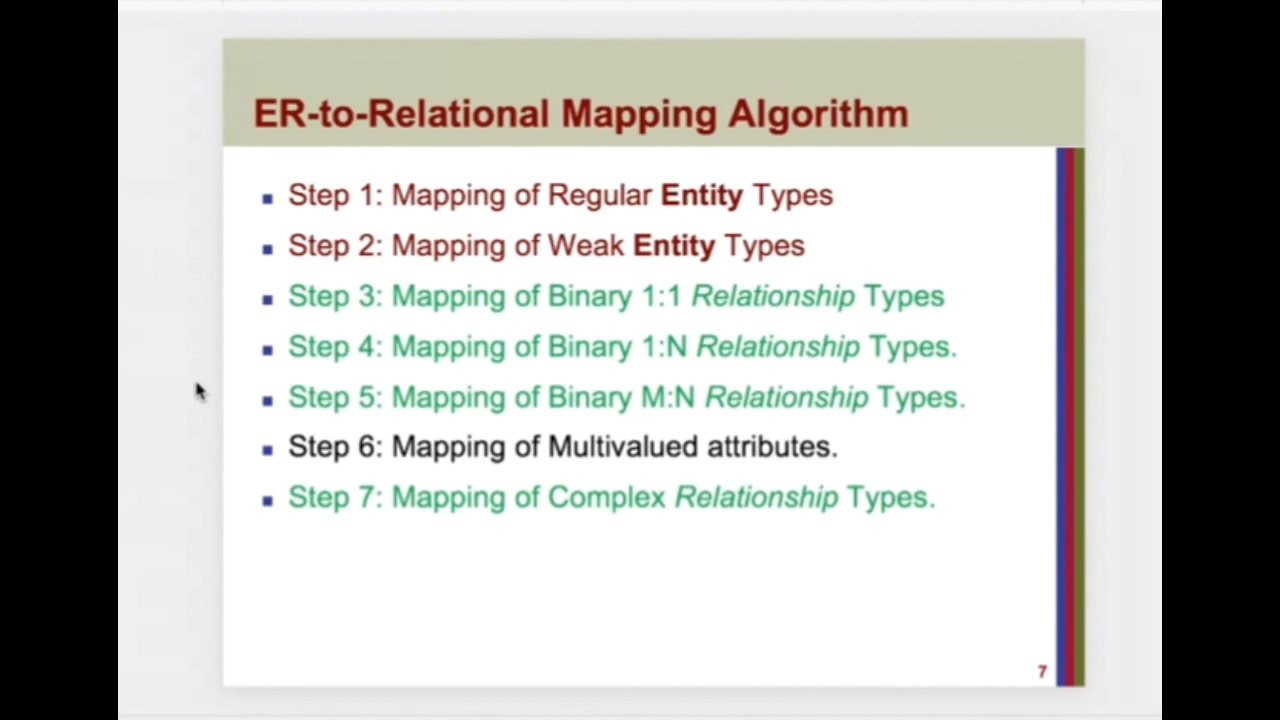 ER-to-Relational Mapping Algorithm
Step 1: Mapping of Regular Entity Types
Step 2: Mapping of Weak Entity Types
Step 3: Mapping of Binary 1:1 Relationship Types
Step 4: Mapping of Binary 1:N Relationship Types.
Step 5: Mapping of Binary M:N Relationship Types.
Step 6: Mapping of Multivalued attributes.
Step 7: Mapping of Complex Relationship Types.
7